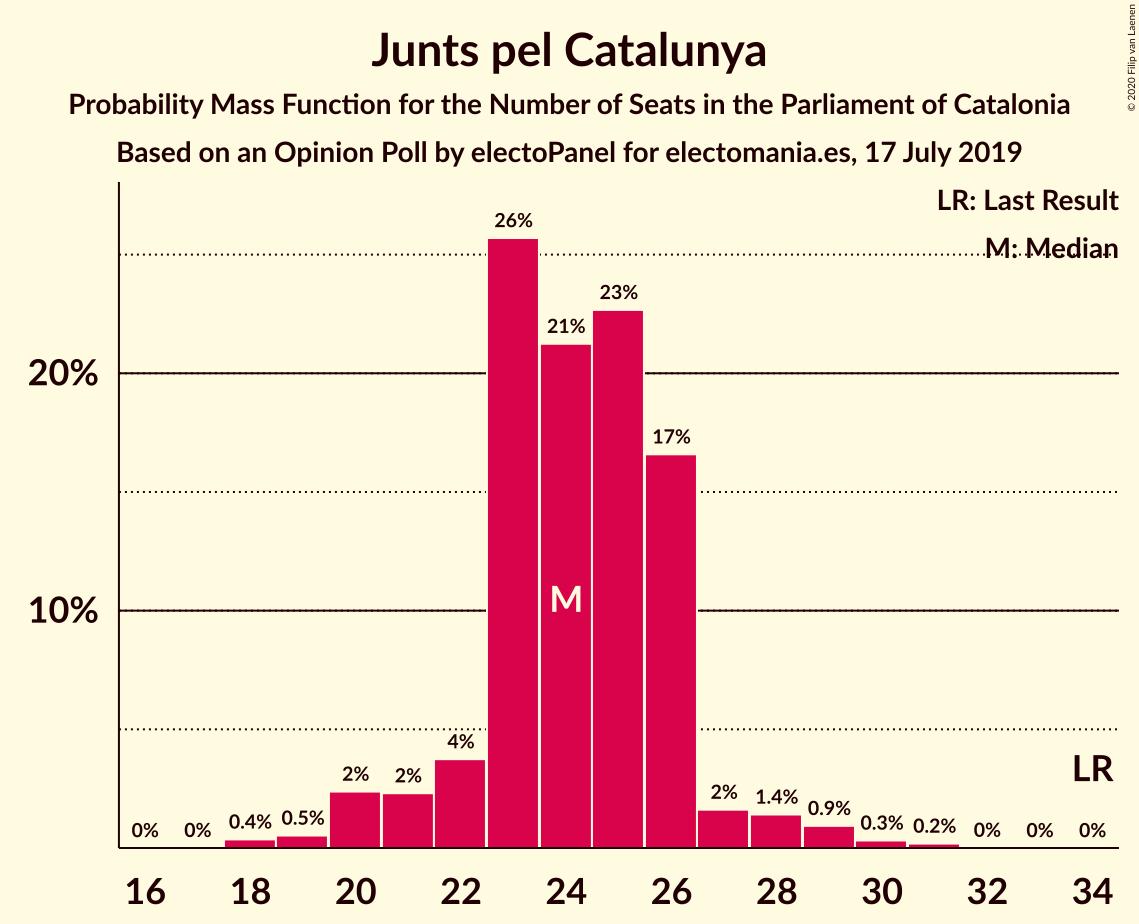 Junts pel Catalunya
Probability Mass Function for the Number of Seats in the Parliament of Catalonia
Based on an Opinion Poll by electoPanel for electomania.es, 17 July 2019
© 2020 Filip van Laenen
LR: Last Result
M: Median
20%
10%
0%
0%
0.4%
0.5%
2%
2%
4%
26%
21%
23%
17%
2%
1.4%
0.9%
0.3%
0.2%
0%
0%
0%
M
LR
16 18 20 22 24 26 28 30 32 34